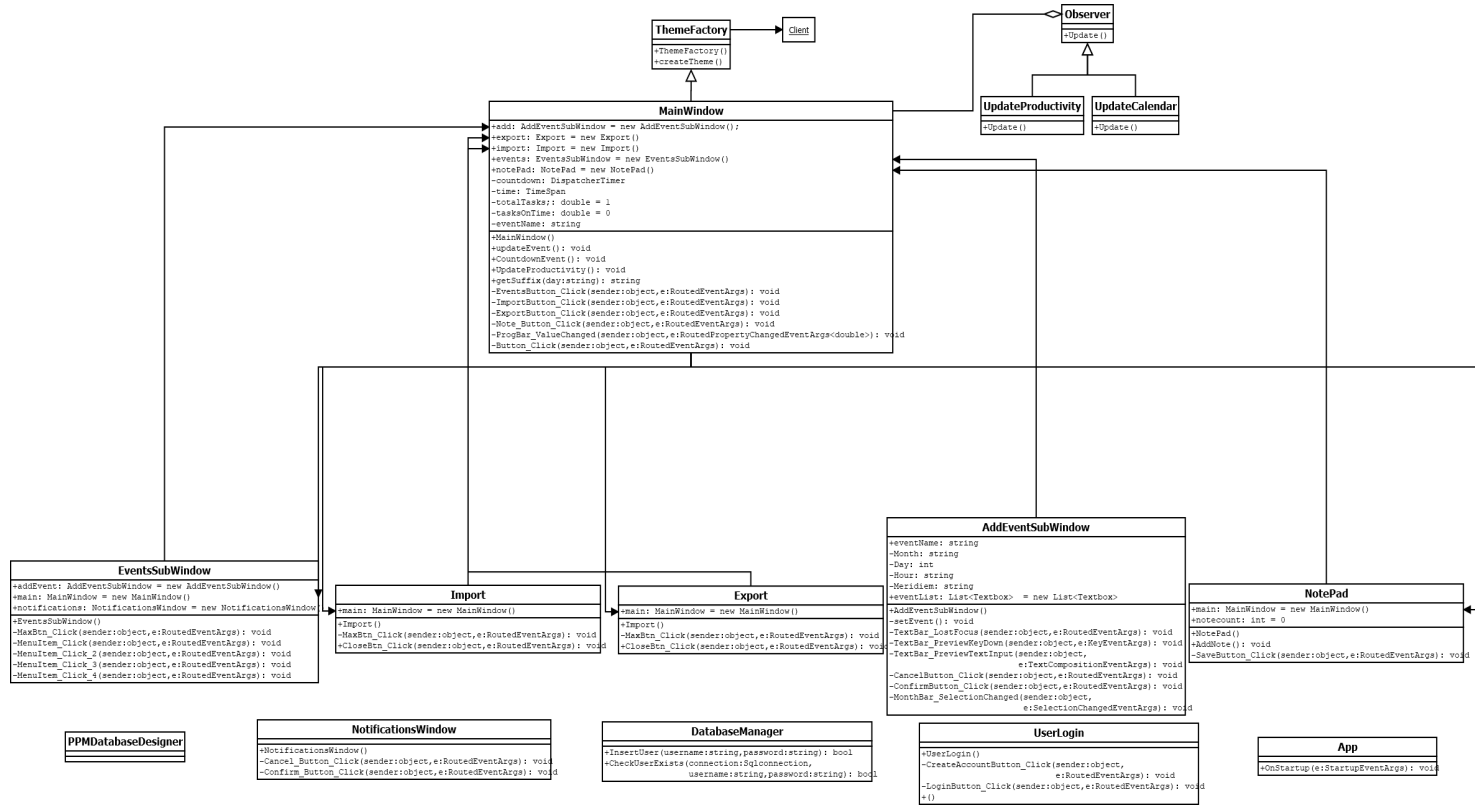 ThemeFactory
+ThemeFactory()
+createTheme()
Client
Observer
+Update()
UpdateProductivity
+Update()
UpdateCalendar
+Update()
MainWindow
+add: AddEventSubWindow = new AddEventSubWindow();
+export: Export = new Export()
+import: Import = new Import()
+events: EventsSubWindow = new EventsSubWindow()
+notePad: NotePad = new NotePad()
-countdown: DispatcherTimer
-time: TimeSpan
-totalTasks;: double = 1
-tasksOnTime: double = 0
-eventName: string
+MainWindow()
+updateEvent(): void
+CountdownEvent(): void
+UpdateProductivity(): void
+getSuffix(day:string): string
-EventsButton_Click(sender:object,e:RoutedEventArgs): void
-ImportButton_Click(sender:object,e:RoutedEventArgs): void
-ExportButton_Click(sender:object,e:RoutedEventArgs): void
-Note_Button_Click(sender:object,e:RoutedEventArgs): void
-ProgBar_ValueChanged(sender:object,e:RoutedPropertyChangedEventArgs<double>): void
-Button_Click(sender:object,e:RoutedEventArgs): void
EventsSubWindow
+addEvent: AddEventSubWindow = new AddEventSubWindow()
+main: MainWindow = new MainWindow()
+notifications: NotificationsWindow = new NotificationsWindow
+EventsSubWindow()
-MaxBtn_Click(sender:object,e:RoutedEventArgs): void
-MenuItem_Click(sender:object,e:RoutedEventArgs): void
-MenuItem_Click_2(sender:object,e:RoutedEventArgs): void
-MenuItem_Click_3(sender:object,e:RoutedEventArgs): void
-MenuItem_Click_4(sender:object,e:RoutedEventArgs): void
Import
+main: MainWindow = new MainWindow()
+Import()
-MaxBtn_Click(sender:object,e:RoutedEventArgs): void
+CloseBtn_Click(sender:object,e:RoutedEventArgs): void
Export
+main: MainWindow = new MainWindow()
+Import()
-MaxBtn_Click(sender:object,e:RoutedEventArgs): void
+CloseBtn_Click(sender:object,e:RoutedEventArgs): void
AddEventSubWindow
+eventName: string
-Month: string
-Day: int
-Hour: string
-Meridiem: string
+eventList: List<Textbox> = new List<Textbox>
+AddEventSubWindow()
-setEvent(): void
-TextBar_LostFocus(sender:object,e:RoutedEventArgs): void
-TextBar_PreviewKeyDown(sender:object,e:KeyEventArgs): void
-TextBar_PreviewTextInput(sender:object,
e:TextCompositionEventArgs): void
-CancelButton_Click(sender:object,e:RoutedEventArgs): void
-ConfirmButton_Click(sender:object,e:RoutedEventArgs): void
-MonthBar_SelectionChanged(sender:object,
e:SelectionChangedEventArgs): void
NotePad
+main: MainWindow = new MainWindow()
+notecount: int = 0
+NotePad()
+AddNote(): void
-SaveButton_Click(sender:object,e:RoutedEventArgs): void
PPMDatabaseDesigner
NotificationsWindow
+NotificationsWindow()
-Cancel_Button_Click(sender:object,e:RoutedEventArgs): void
-Confirm_Button_Click(sender:object,e:RoutedEventArgs): void
DatabaseManager
+InsertUser(username:string,password:string): bool
+CheckUserExists(connection:Sqlconnection,
username:string,password:string): bool
UserLogin
+UserLogin()
-CreateAccountButton_Click(sender:object,
e:RoutedEventArgs): void
-LoginButton_Click(sender:object,e:RoutedEventArgs): void
+()
App
+OnStartup(e:StartupEventArgs): void